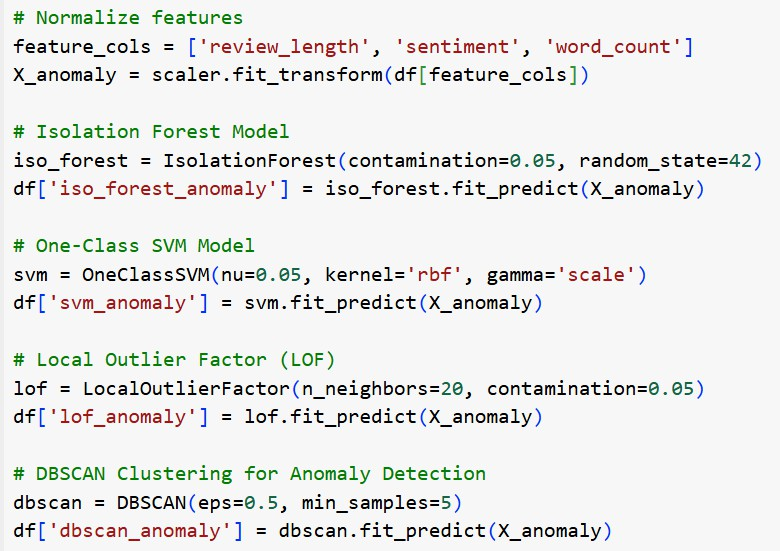 # Normalize features
feature_cols = ['review_length', 'sentiment', 'word_count']
X_anomaly = scaler.fit_transform(df[feature_cols])
# Isolation Forest Model
iso_forest = IsolationForest(contamination=0.05, random_state=42)
df['iso_forest_anomaly'] = iso_forest.fit_predict(X_anomaly)
# One-Class SVM Model
svm = OneClassSVM(nu=0.05, kernel='rbf', gamma='scale')
df['svm_anomaly'] = svm.fit_predict(X_anomaly)
# Local Outlier Factor (LOF)
lof = LocalOutlierFactor(n_neighbors=20, contamination=0.05)
df['lof_anomaly'] = lof.fit_predict(X_anomaly)
# DBSCAN Clustering for Anomaly Detection
dbscan = DBSCAN(eps=0.5, min_samples=5)
df['dbscan_anomaly'] = dbscan.fit_predict(X_anomaly)